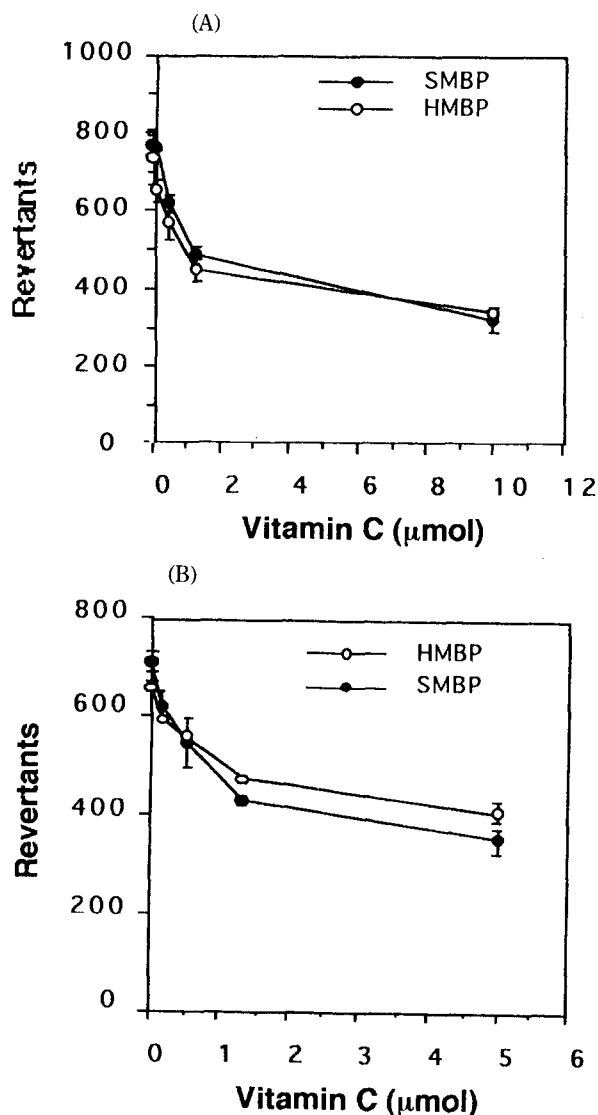 (A)
1000
800
600
400
200
0
Revertants
SMBP
HMBP
0 2 4 6 8 10 12
Vitamin C (μmol)
(B)
800
600
400
200
0
Revertants
HMBP
SMBP
0 1 2 3 4 5 6
Vitamin C (μmol)